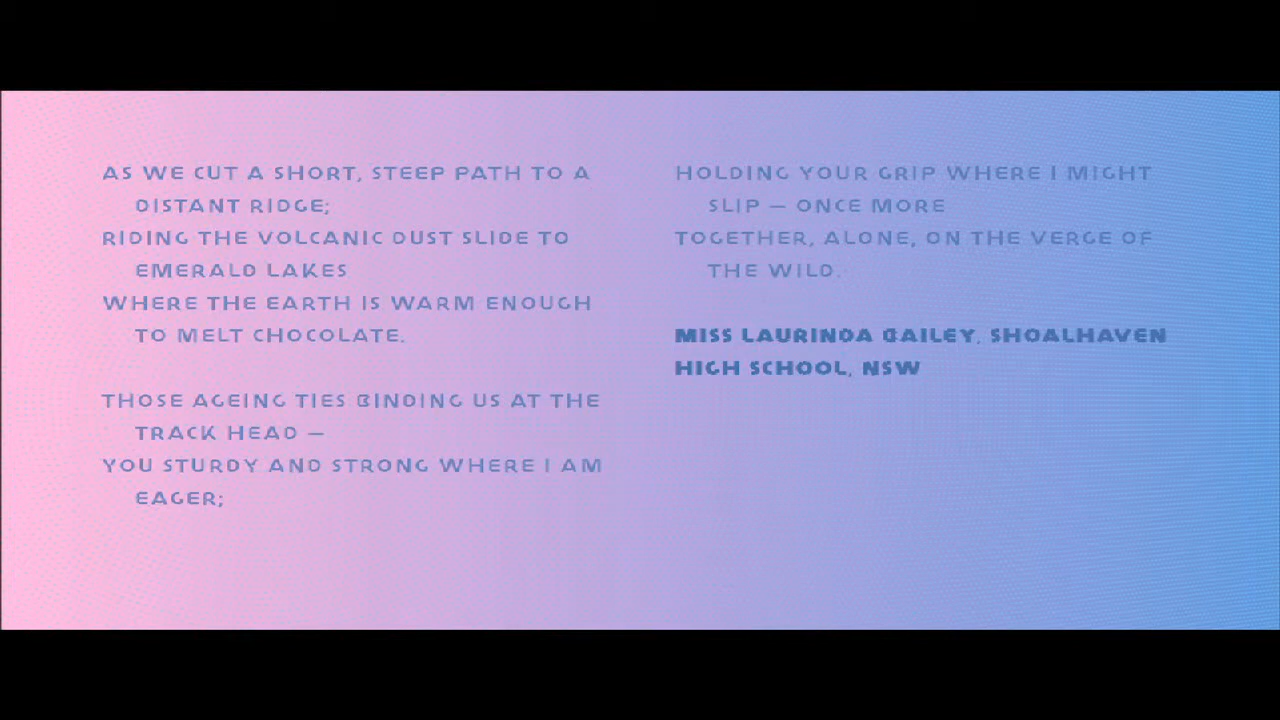 AS WE CUT A SHORT, STEEP PATH TO A
DISTANT RIDGE;
RIDING THE VOLCANIC DUST SLIDE TO
EMERALD LAKES
WHERE THE EARTH IS WARM ENOUGH
TO MELT CHOCOLATE.
THOSE AGEING TIES BINDING US AT THE
TRACK HEAD —
YOU STURDY AND STRONG WHERE I AM
EAGER;
HOLDING YOUR GRIP WHERE I MIGHT
SLIP — ONCE MORE
TOGETHER, ALONE, ON THE VERGE OF
THE WILD.
MISS LAURINDA BAILEY, SHOALHAVEN
HIGH SCHOOL, NSW